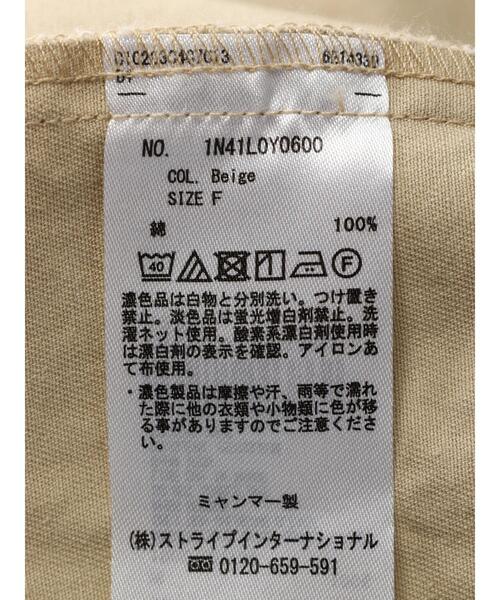 NO. 1N41L0Y0600
COL. Beige
SIZE F
綿 100%
40 F
濃色品は白物と分別洗い。つけ置き
禁止。淡色品は蛍光増白剤禁止。洗
濯ネット使用。酸素系漂白剤使用時
は漂白剤の表示を確認。アイロンあ
て布使用。
・濃色製品は摩擦や汗、雨等で濡れ
た際に他の衣類や小物類に色が移
る事がありますのでご注意くださ
い。
ミャンマー製
(株)ストライプインターナショナル
0120-659-591